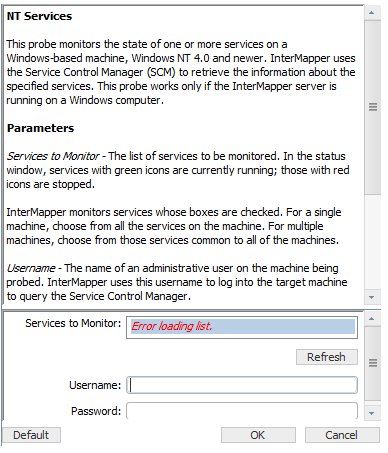 NT Services
This probe monitors the state of one or more services on a
Windows-based machine, Windows NT 4.0 and newer. InterMapper uses
the Service Control Manager (SCM) to retrieve the information about the
specified services. This probe works only if the InterMapper server is
running on a Windows computer.
Parameters
Services to Monitor - The list of services to be monitored. In the status
window, services with green icons are currently running; those with red
icons are stopped.
InterMapper monitors services whose boxes are checked. For a single
machine, choose from all the services on the machine. For multiple
machines, choose from those services common to all of the machines.
Username - The name of an administrative user on the machine being
probed. InterMapper uses this username to log into the target machine
to query the Service Control Manager.
Services to Monitor: Error loading list.
Refresh
Username:
Password:
Default OK Cancel